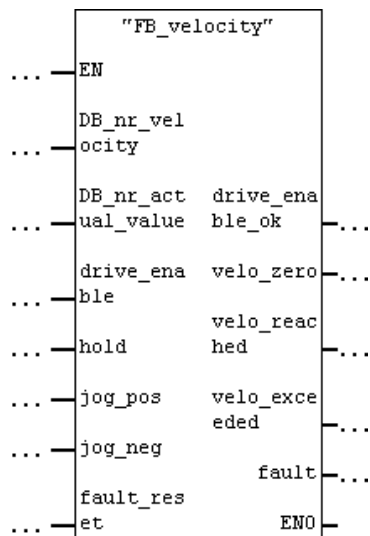 "FB_velocity"
... EN
DB_nr_vel
... ocity
DB_nr_act drive_ena
... ual_value ble_ok ...
drive_ena velo_zero ...
... ble
velo_reac
... hold hed ...
... jog_pos velo_exce
eded ...
... jog_neg
fault ...
fault_res
... et ENO